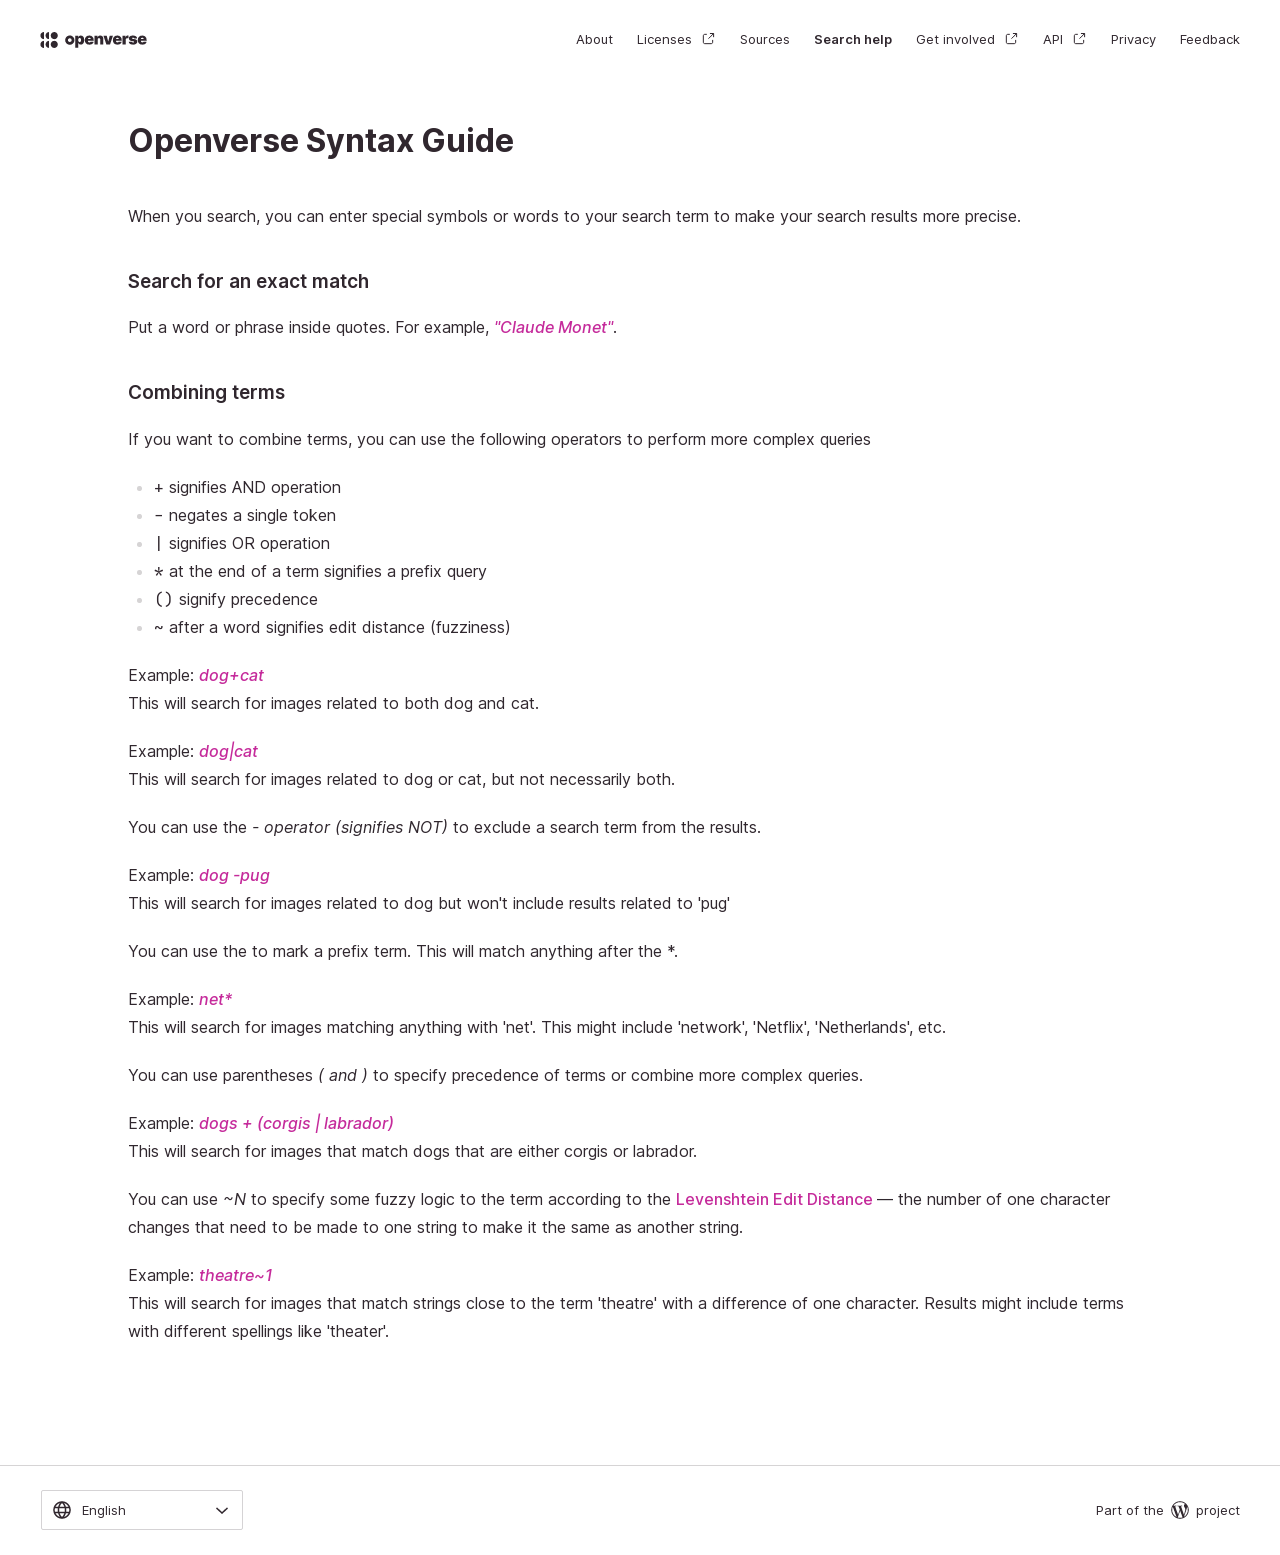 openverse
About Licenses Sources Search help Get involved API Privacy Feedback
Openverse Syntax Guide
When you search, you can enter special symbols or words to your search term to make your search results more precise.
Search for an exact match
Put a word or phrase inside quotes. For example, "Claude Monet".
Combining terms
If you want to combine terms, you can use the following operators to perform more complex queries
+ signifies AND operation
- negates a single token
| signifies OR operation
* at the end of a term signifies a prefix query
() signify precedence
~ after a word signifies edit distance (fuzziness)
Example: dog+cat
This will search for images related to both dog and cat.
Example: dog|cat
This will search for images related to dog or cat, but not necessarily both.
You can use the - operator (signifies NOT) to exclude a search term from the results.
Example: dog -pug
This will search for images related to dog but won't include results related to 'pug'
You can use the to mark a prefix term. This will match anything after the *.
Example: net*
This will search for images matching anything with 'net'. This might include 'network', 'Netflix', 'Netherlands', etc.
You can use parentheses ( and ) to specify precedence of terms or combine more complex queries.
Example: dogs + (corgis | labrador)
This will search for images that match dogs that are either corgis or labrador.
You can use ~N to specify some fuzzy logic to the term according to the Levenshtein Edit Distance — the number of one character
changes that need to be made to one string to make it the same as another string.
Example: theatre~1
This will search for images that match strings close to the term 'theatre' with a difference of one character. Results might include terms
with different spellings like 'theater'.
English
Part of the project